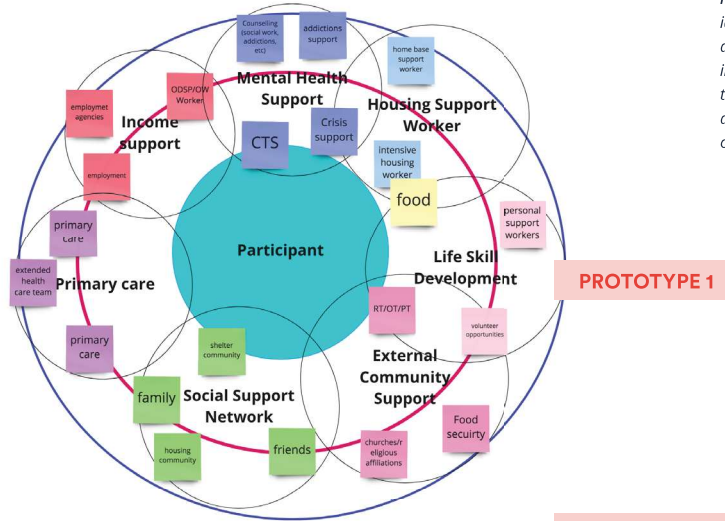 Counselling
(social work,
addictions,
etc)
addictions
support
home base
support
worker
Mental Health
Support
ODSP/OW
Worker
Housing Support
Worker
employmet
agencies
Income
support
CTS
Crisis
support
intensive
housing
worker
employment
food
personal
support
workers
primary
care
Participant
extended
health
care team
Primary care
Life Skill
Development
PROTOTYPE 1
RT/OT/PT
volunteer
opportunities
primary
care
shelter
community
External
Community
Support
family
Social Support
Network
Food
secuirty
housing
community
friends
churches/r
eligious
affiliations